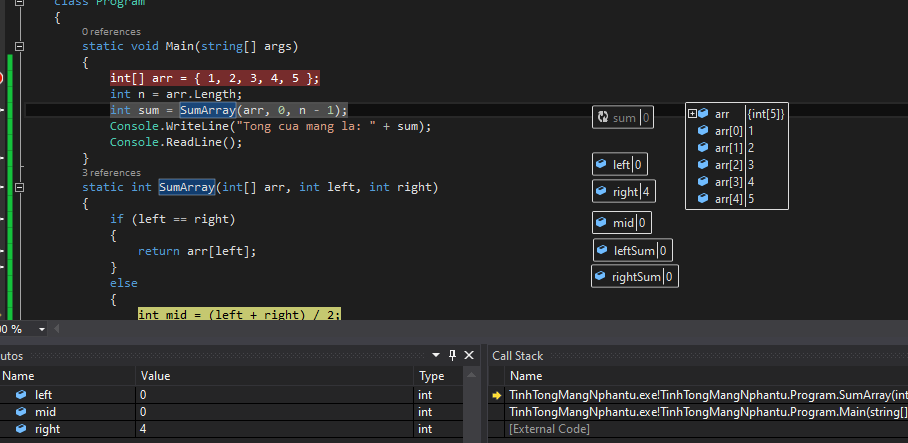 class Program
{
0 references
static void Main(string[] args)
{
int[] arr = { 1, 2, 3, 4, 5 };
int n = arr.Length;
int sum = SumArray(arr, 0, n - 1);
Console.WriteLine("Tong cua mang la: " + sum);
Console.ReadLine();
}
3 references
static int SumArray(int[] arr, int left, int right)
{
if (left == right)
{
return arr[left];
}
else
{
int mid = (left + right) / 2;
sum 0
left 0
right 4
mid 0
leftSum 0
rightSum 0
arr {int[5]}
arr[0] 1
arr[1] 2
arr[2] 3
arr[3] 4
arr[4] 5
00 %
utos
Name Value Type
left 0 int
mid 0 int
right 4 int
Call Stack
Name
TinhTongMangNphantu.exe!TinhTongMangNphantu.Program.SumArray(int
TinhTongMangNphantu.exe!TinhTongMangNphantu.Program.Main(string[]
[External Code]